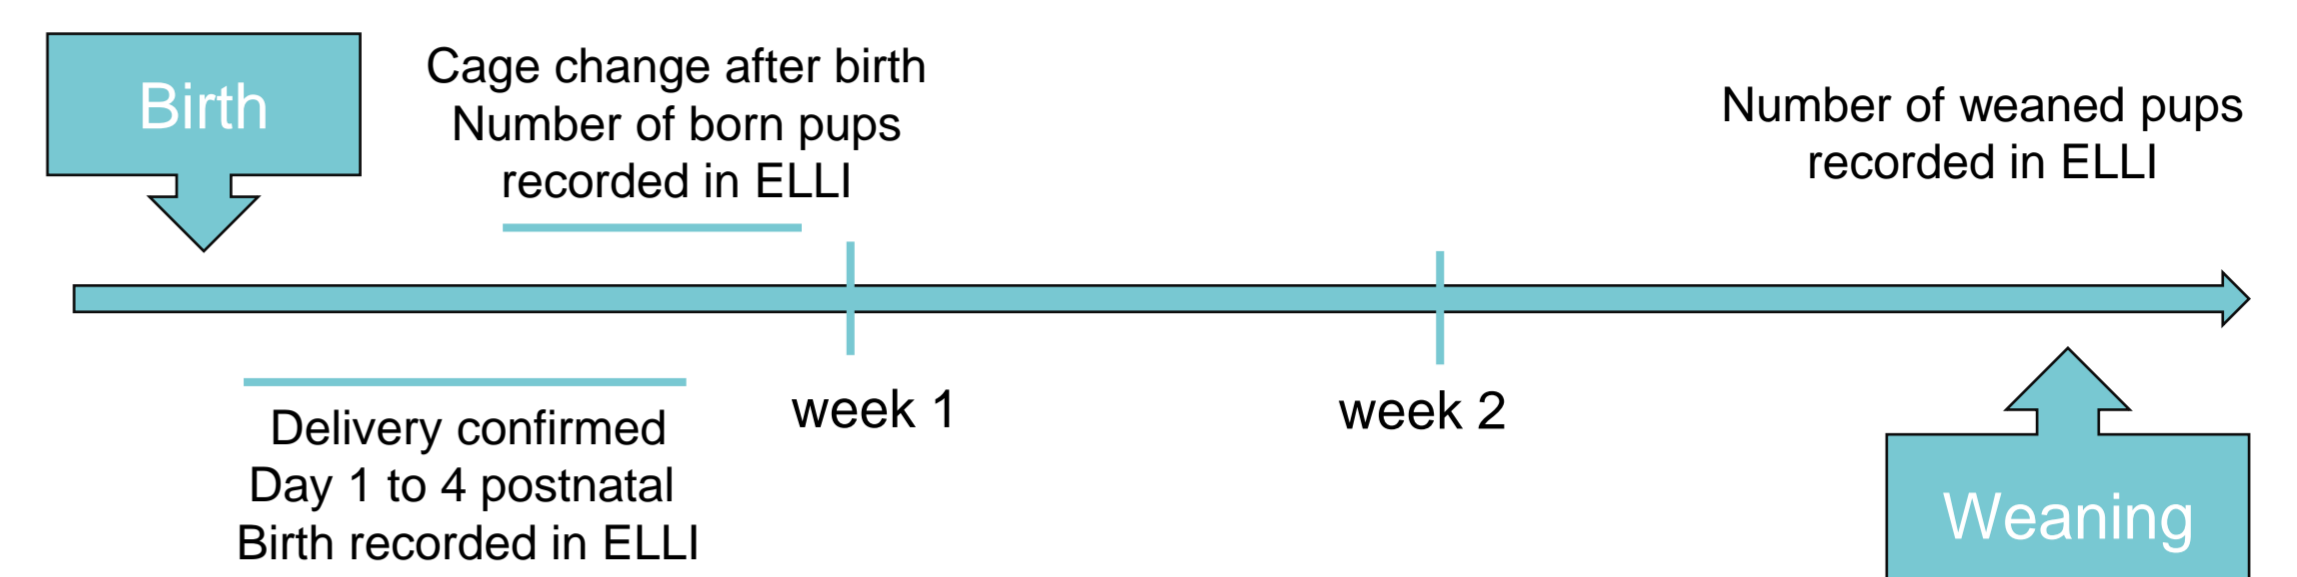 Birth
Cage change after birth
Number of born pups
recorded in ELLI
Number of weaned pups
recorded in ELLI
Delivery confirmed
Day 1 to 4 postnatal
Birth recorded in ELLI
week 1
week 2
Weaning